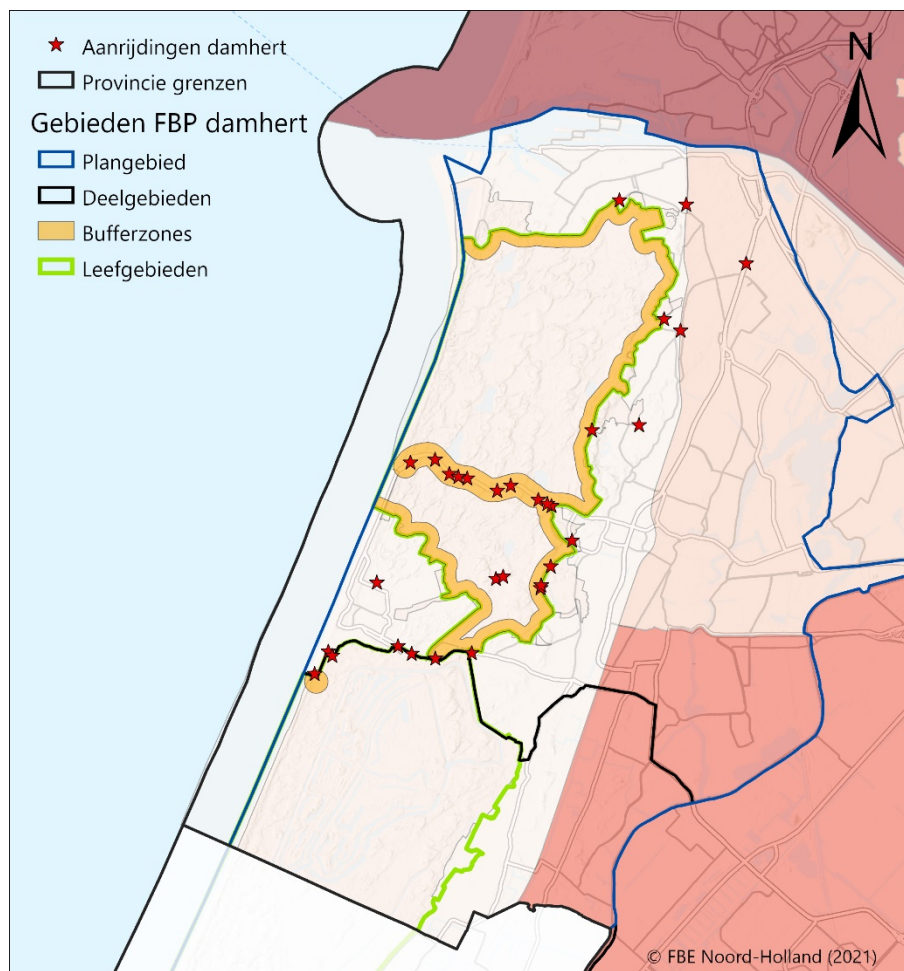 Aanrijdingen damhert
Provincie grenzen
Gebieden FBP damhert
Plangebied
Deelgebieden
Bufferzones
Leefgebieden
N
© FBE Noord-Holland (2021)